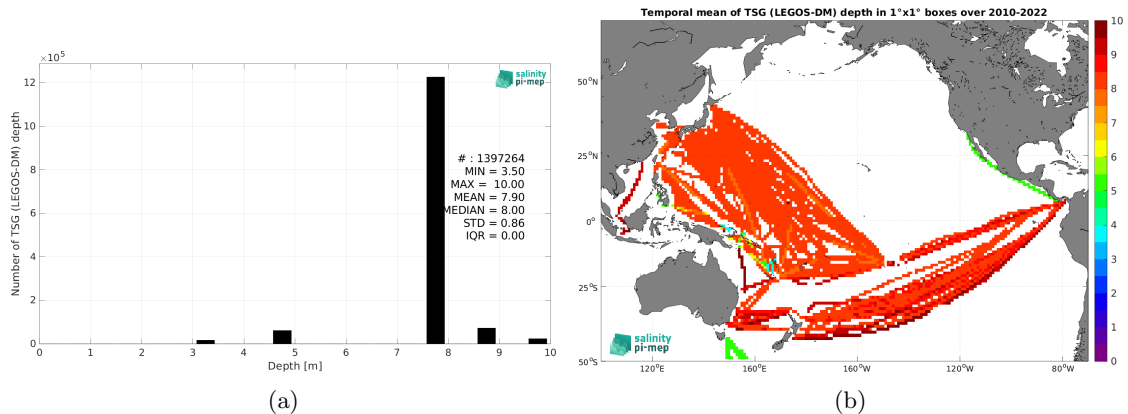 ×10⁵
12
10
8
6
4
2
0
Number of TSG (LEGOS-DM) depth
salinity
pi-mep
# : 1397264
MIN = 3.50
MAX = 10.00
MEAN = 7.90
MEDIAN = 8.00
STD = 0.86
IQR = 0.00
0 1 2 3 4 5 6 7 8 9 10
Depth [m]
(a)
Temporal mean of TSG (LEGOS-DM) depth in 1°x1° boxes over 2010-2022
50°N
25°N
0°
25°S
50°S
120°E 160°E 160°W 120°W 80°W
salinity
pi-mep
10
9
8
7
6
5
4
3
2
1
0
(b)